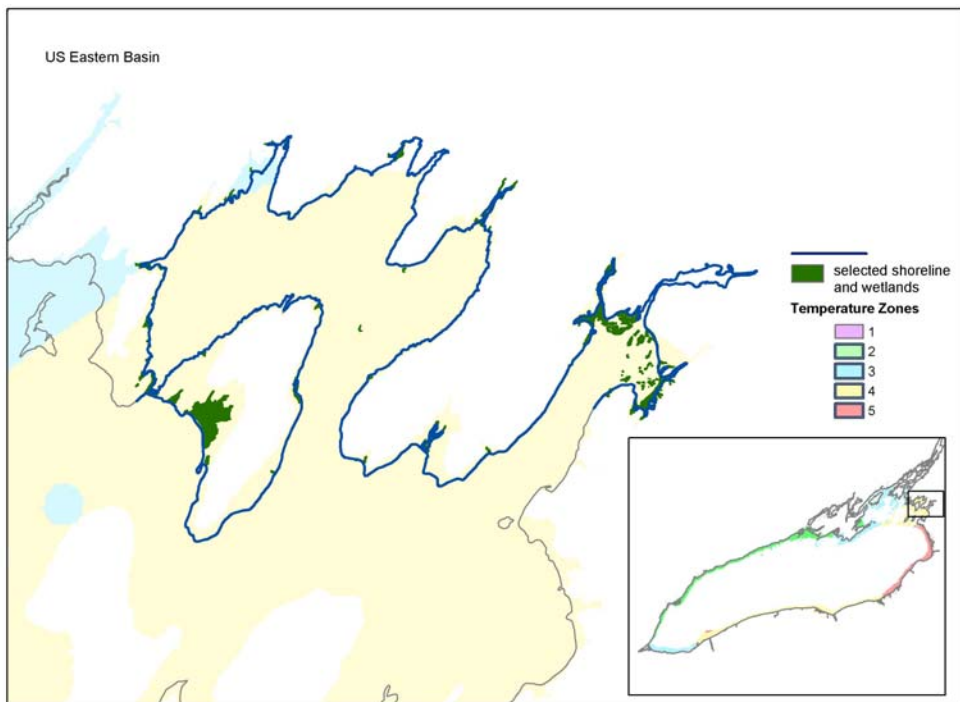 US Eastern Basin
selected shoreline
and wetlands
Temperature Zones
1
2
3
4
5